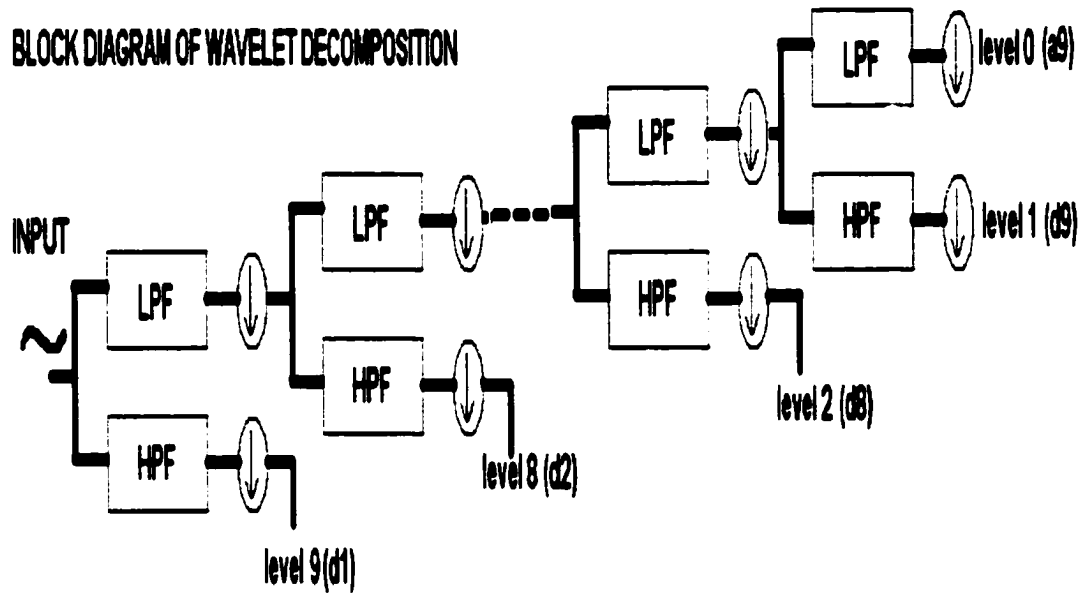 BLOCK DIAGRAM OF WAVELET DECOMPOSITION
LPF
level 0 (a9)
LPF
HPF
level 1 (d9)
LPF
INPUT
LPF
HPF
level 2 (d8)
HPF
level 8 (d2)
HPF
level 9(d1)